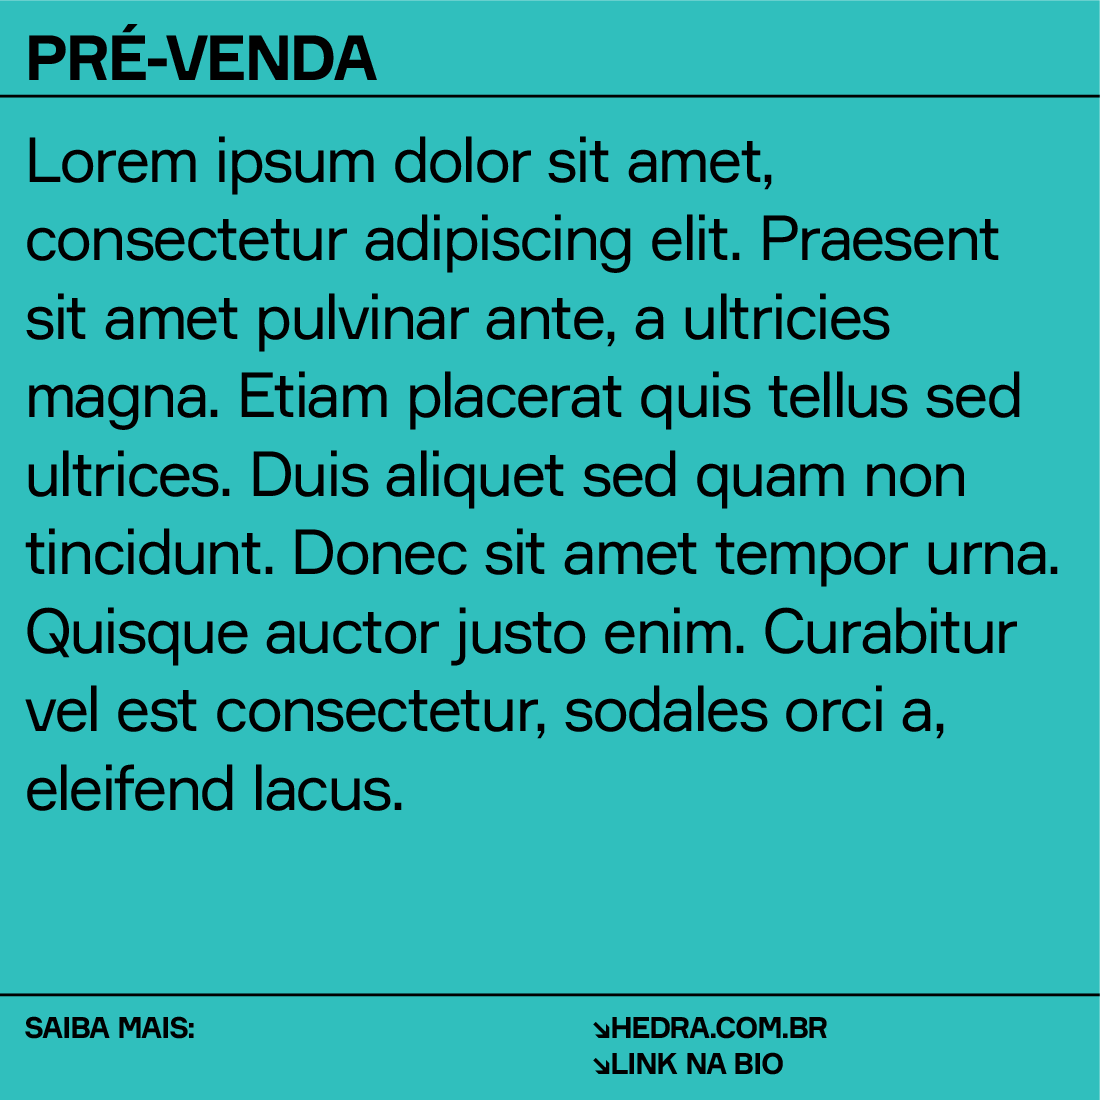 PRÉ-VENDA
Lorem ipsum dolor sit amet,
consectetur adipiscing elit. Praesent
sit amet pulvinar ante, a ultricies
magna. Etiam placerat quis tellus sed
ultrices. Duis aliquet sed quam non
tincidunt. Donec sit amet tempor urna.
Quisque auctor justo enim. Curabitur
vel est consectetur, sodales orci a,
eleifend lacus.
SAIBA MAIS:
↘HEDRA.COM.BR
↘LINK NA BIO